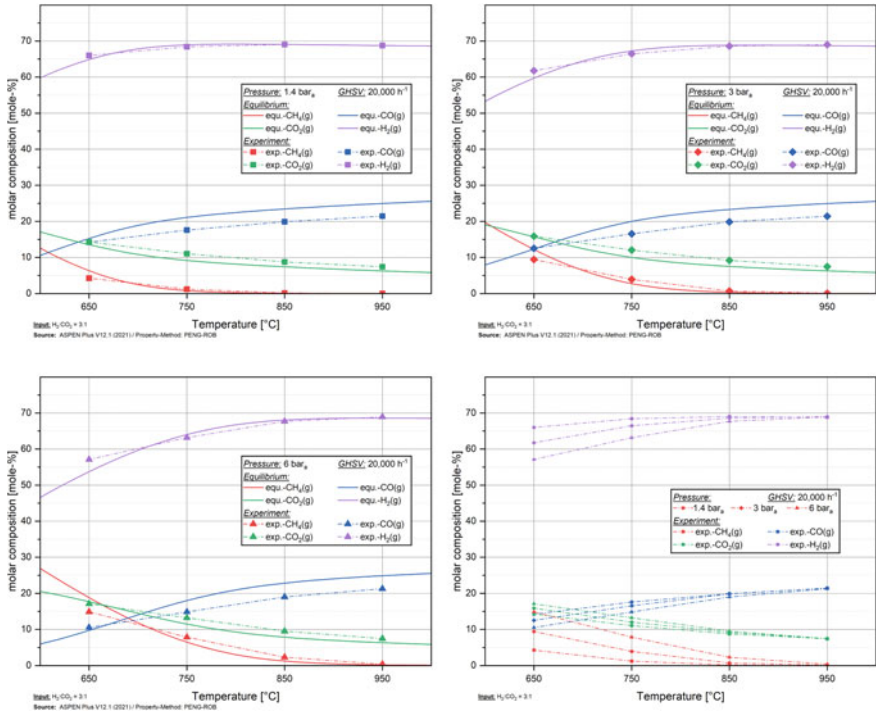 molar composition [mole-%]
80
70
60
50
40
30
20
10
0
Pressure: 1.4 barₐ GHSV: 20,000 h⁻¹
Equilibrium:
equ.-CH₄(g) equ.-CO(g)
equ.-CO₂(g) equ.-H₂(g)
Experiment:
exp.-CH₄(g) exp.-CO(g)
exp.-CO₂(g) exp.-H₂(g)
650 750 850 950
Temperature [°C]
Input: H₂:CO₂ = 3:1
Source: ASPEN Plus V12.1 (2021) / Property-Method: PENG-ROB
molar composition [mole-%]
80
70
60
50
40
30
20
10
0
Pressure: 3 barₐ GHSV: 20,000 h⁻¹
Equilibrium:
equ.-CH₄(g) equ.-CO(g)
equ.-CO₂(g) equ.-H₂(g)
Experiment:
exp.-CH₄(g) exp.-CO(g)
exp.-CO₂(g) exp.-H₂(g)
650 750 850 950
Temperature [°C]
Input: H₂:CO₂ = 3:1
Source: ASPEN Plus V12.1 (2021) / Property-Method: PENG-ROB
molar composition [mole-%]
80
70
60
50
40
30
20
10
0
Pressure: 6 barₐ GHSV: 20,000 h⁻¹
Equilibrium:
equ.-CH₄(g) equ.-CO(g)
equ.-CO₂(g) equ.-H₂(g)
Experiment:
exp.-CH₄(g) exp.-CO(g)
exp.-CO₂(g) exp.-H₂(g)
650 750 850 950
Temperature [°C]
Input: H₂:CO₂ = 3:1
Source: ASPEN Plus V12.1 (2021) / Property-Method: PENG-ROB
molar composition [mole-%]
80
70
60
50
40
30
20
10
0
Pressure: GHSV: 20,000 h⁻¹
1.4 barₐ 3 barₐ 6 barₐ
Experiment:
exp.-CH₄(g) exp.-CO(g)
exp.-CO₂(g) exp.-H₂(g)
650 750 850 950
Temperature [°C]
Input: H₂:CO₂ = 3:1